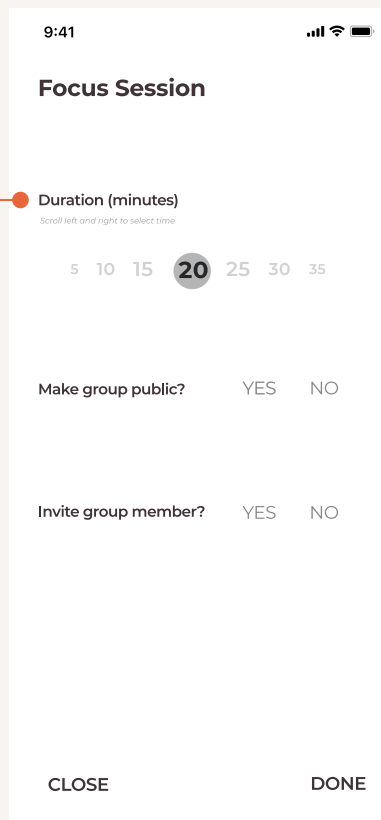 9:41
Focus Session
Duration (minutes)
Scroll left and right to select time
5 10 15 20 25 30 35
Make group public? YES NO
Invite group member? YES NO
CLOSE DONE